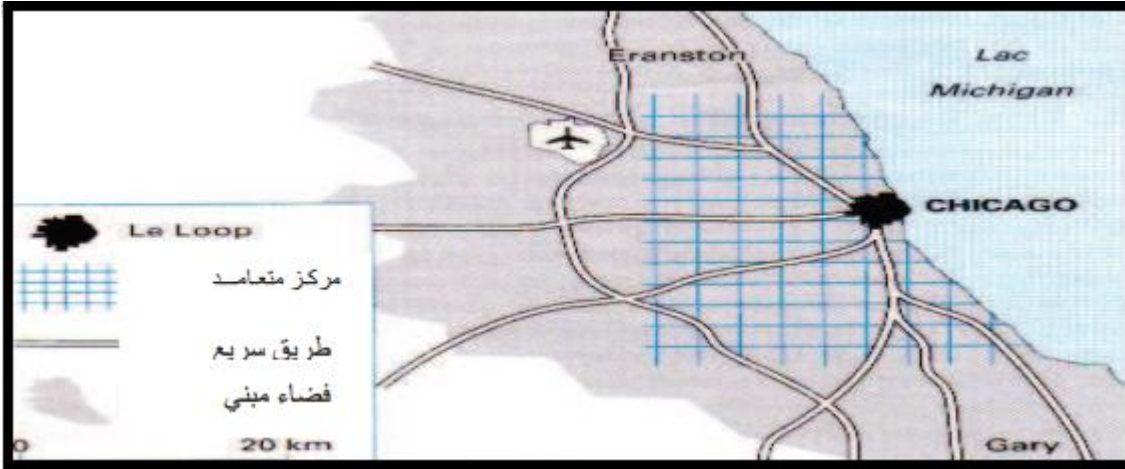 Eranston
Lac
Michigan
CHICAGO
Gary
Le Loop
مركز متعامد
طريق سريع
فضاء مبني
0 20 km